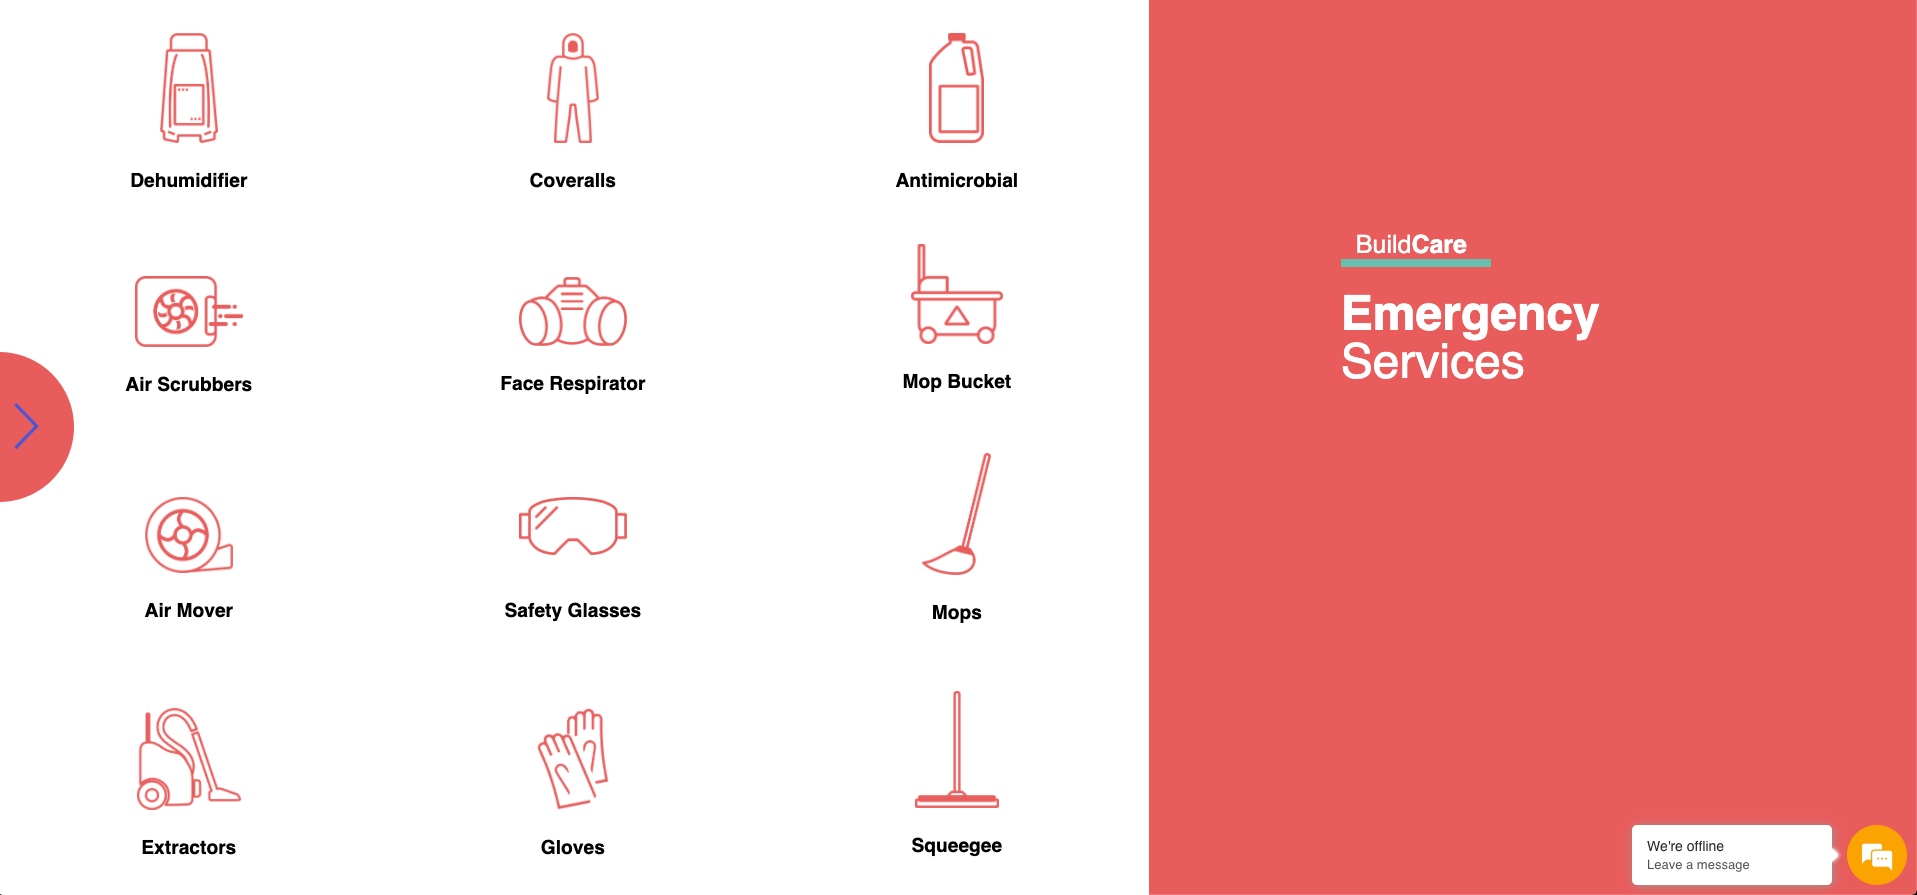 Dehumidifier
Coveralls
Antimicrobial
Air Scrubbers
Face Respirator
Mop Bucket
Air Mover
Safety Glasses
Mops
Extractors
Gloves
Squeegee
BuildCare
Emergency
Services
We're offline
Leave a message